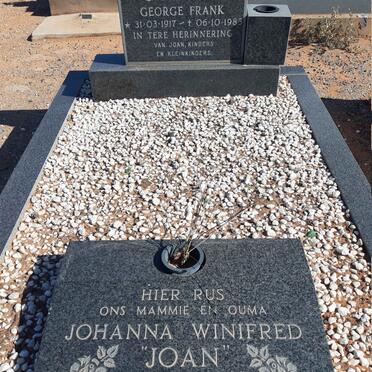 GEORGE FRANK
★ 31-03-1917 - ✝ 06-10-1985
IN TERE HERINNERING
VAN JOAN, KINDERS
EN KLEINKINDERS.
HIER RUS
ONS MAMMIE EN OUMA
JOHANNA WINIFRED
"JOAN"